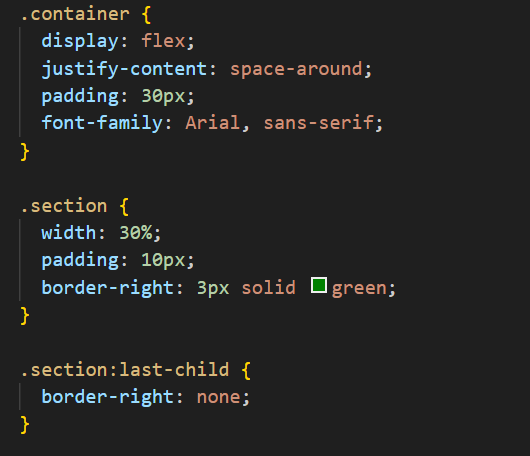 .container {
  display: flex;
  justify-content: space-around;
  padding: 30px;
  font-family: Arial, sans-serif;
}

.section {
  width: 30%;
  padding: 10px;
  border-right: 3px solid green;
}

.section:last-child {
  border-right: none;
}